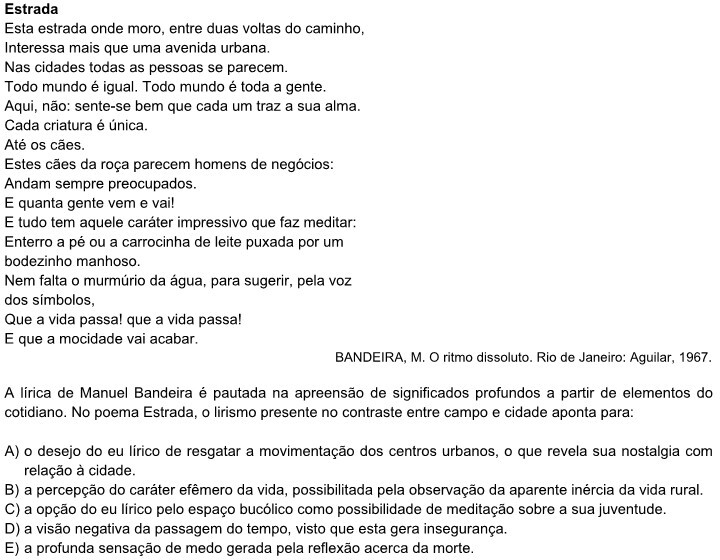 Estrada
Esta estrada onde moro, entre duas voltas do caminho,
Interessa mais que uma avenida urbana.
Nas cidades todas as pessoas se parecem.
Todo mundo é igual. Todo mundo é toda a gente.
Aqui, não: sente-se bem que cada um traz a sua alma.
Cada criatura é única.
Até os cães.
Estes cães da roça parecem homens de negócios:
Andam sempre preocupados.
E quanta gente vem e vai!
E tudo tem aquele caráter impressivo que faz meditar:
Enterro a pé ou a carrocinha de leite puxada por um
bodezinho manhoso.
Nem falta o murmúrio da água, para sugerir, pela voz
dos símbolos,
Que a vida passa! que a vida passa!
E que a mocidade vai acabar.
BANDEIRA, M. O ritmo dissoluto. Rio de Janeiro: Aguilar, 1967.
A lírica de Manuel Bandeira é pautada na apreensão de significados profundos a partir de elementos do
cotidiano. No poema Estrada, o lirismo presente no contraste entre campo e cidade aponta para:
A) o desejo do eu lírico de resgatar a movimentação dos centros urbanos, o que revela sua nostalgia com
relação à cidade.
B) a percepção do caráter efêmero da vida, possibilitada pela observação da aparente inércia da vida rural.
C) a opção do eu lírico pelo espaço bucólico como possibilidade de meditação sobre a sua juventude.
D) a visão negativa da passagem do tempo, visto que esta gera insegurança.
E) a profunda sensação de medo gerada pela reflexão acerca da morte.